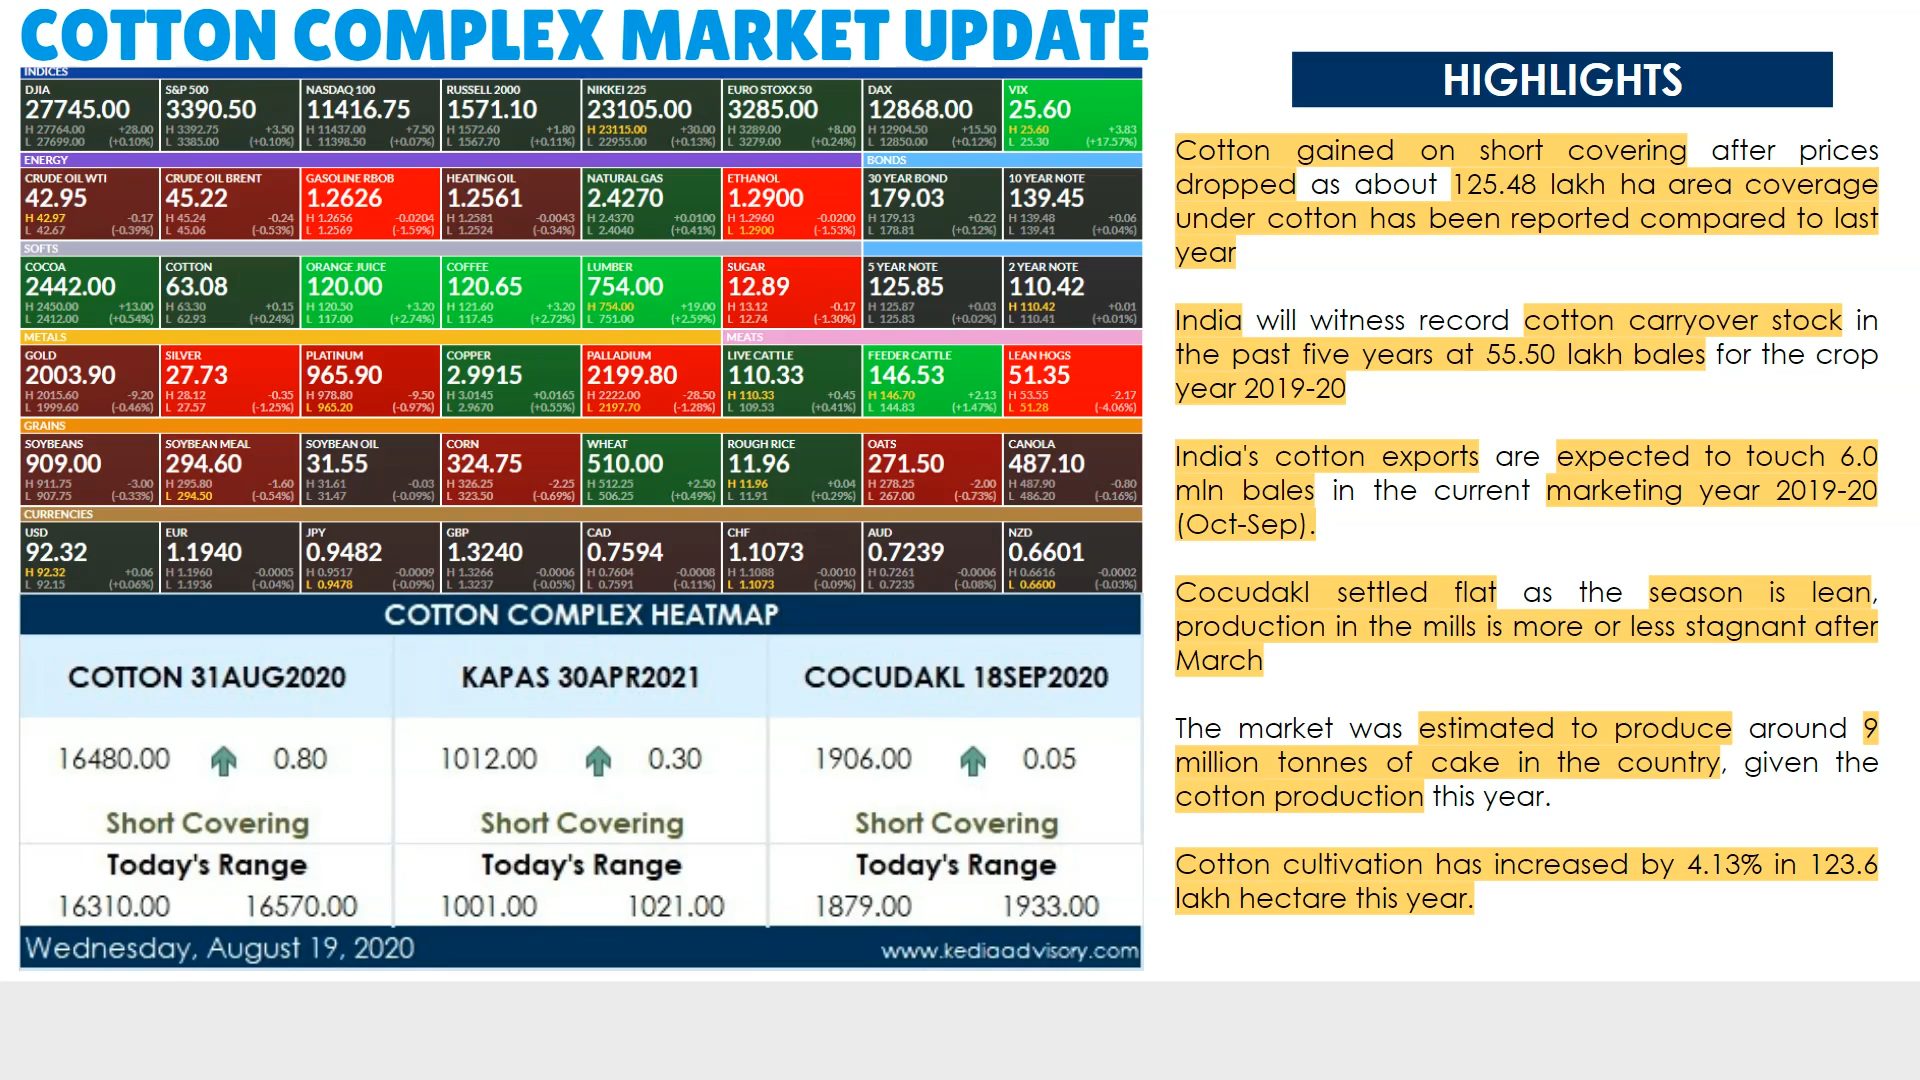 COTTON COMPLEX MARKET UPDATE
INDICES
DJIA
27745.00
H 27764.00 +28.00
L 27699.00 (+0.10%)
S&P 500
3390.50
H 3392.75 +3.50
L 3385.00 (+0.10%)
NASDAQ 100
11416.75
H 11437.00 +7.50
L 11398.50 (+0.07%)
RUSSELL 2000
1571.10
H 1572.60 +1.80
L 1567.70 (+0.11%)
NIKKEI 225
23105.00
H 23115.00 +30.00
L 22955.00 (+0.13%)
EURO STOXX 50
3285.00
H 3289.00 +8.00
L 3279.00 (+0.24%)
DAX
12868.00
H 12904.50 +15.50
L 12850.00 (+0.12%)
VIX
25.60
H 25.60 +3.83
L 25.30 (+17.57%)
ENERGY
CRUDE OIL WTI
42.95
H 42.97 -0.17
L 42.67 (-0.39%)
CRUDE OIL BRENT
45.22
H 45.24 -0.24
L 45.06 (-0.53%)
GASOLINE RBOB
1.2626
H 1.2656 -0.0204
L 1.2569 (-1.59%)
HEATING OIL
1.2561
H 1.2581 -0.0043
L 1.2524 (-0.34%)
NATURAL GAS
2.4270
H 2.4370 +0.0100
L 2.4040 (+0.41%)
ETHANOL
1.2900
H 1.2960 -0.0200
L 1.2900 (-1.53%)
BONDS
30 YEAR BOND
179.03
H 179.13 +0.22
L 178.81 (+0.12%)
10 YEAR NOTE
139.45
H 139.48 +0.06
L 139.41 (+0.04%)
SOFTS
COCOA
2442.00
H 2450.00 +13.00
L 2412.00 (+0.54%)
COTTON
63.08
H 63.30 +0.15
L 62.93 (+0.24%)
ORANGE JUICE
120.00
H 120.50 +3.20
L 117.00 (+2.74%)
COFFEE
120.65
H 121.60 +3.20
L 117.45 (+2.72%)
LUMBER
754.00
H 754.00 +19.00
L 751.00 (+2.59%)
SUGAR
12.89
H 13.12 -0.17
L 12.74 (-1.30%)
5 YEAR NOTE
125.85
H 125.87 +0.03
L 125.83 (+0.02%)
2 YEAR NOTE
110.42
H 110.42 +0.01
L 110.41 (+0.01%)
METALS
GOLD
2003.90
H 2015.60 -9.20
L 1999.60 (-0.46%)
SILVER
27.73
H 28.12 -0.35
L 27.57 (-1.25%)
PLATINUM
965.90
H 978.80 -9.50
L 965.20 (-0.97%)
COPPER
2.9915
H 3.0145 +0.0165
L 2.9670 (+0.55%)
PALLADIUM
2199.80
H 2222.00 -28.50
L 2197.70 (-1.28%)
MEATS
LIVE CATTLE
110.33
H 110.33 +0.45
L 109.53 (+0.41%)
FEEDER CATTLE
146.53
H 146.70 +2.13
L 144.83 (+1.47%)
LEAN HOGS
51.35
H 53.55 -2.17
L 51.28 (-4.06%)
GRAINS
SOYBEANS
909.00
H 911.75 -3.00
L 907.75 (-0.33%)
SOYBEAN MEAL
294.60
H 295.80 -1.60
L 294.50 (-0.54%)
SOYBEAN OIL
31.55
H 31.61 -0.03
L 31.47 (-0.09%)
CORN
324.75
H 326.25 -2.25
L 323.50 (-0.69%)
WHEAT
510.00
H 512.25 +2.50
L 506.25 (+0.49%)
ROUGH RICE
11.96
H 11.96 +0.04
L 11.91 (+0.29%)
OATS
271.50
H 278.25 -2.00
L 267.00 (-0.73%)
CANOLA
487.10
H 487.90 -0.80
L 486.20 (-0.16%)
CURRENCIES
USD
92.32
H 92.32 +0.06
L 92.15 (+0.06%)
EUR
1.1940
H 1.1960 -0.0005
L 1.1936 (-0.04%)
JPY
0.9482
H 0.9517 -0.0009
L 0.9478 (-0.09%)
GBP
1.3240
H 1.3266 -0.0006
L 1.3237 (-0.05%)
CAD
0.7594
H 0.7604 -0.0008
L 0.7591 (-0.11%)
CHF
1.1073
H 1.1088 -0.0010
L 1.1073 (-0.09%)
AUD
0.7239
H 0.7261 -0.0006
L 0.7235 (-0.08%)
NZD
0.6601
H 0.6616 -0.0002
L 0.6600 (-0.03%)
COTTON COMPLEX HEATMAP
COTTON 31AUG2020 KAPAS 30APR2021 COCUDAKL 18SEP2020
16480.00 0.80 1012.00 0.30 1906.00 0.05
Short Covering Short Covering Short Covering
Today's Range Today's Range Today's Range
16310.00 16570.00 1001.00 1021.00 1879.00 1933.00
Wednesday, August 19, 2020 www.kediaadvisory.com
HIGHLIGHTS
Cotton gained on short covering after prices
dropped as about 125.48 lakh ha area coverage
under cotton has been reported compared to last
year
India will witness record cotton carryover stock in
the past five years at 55.50 lakh bales for the crop
year 2019-20
India's cotton exports are expected to touch 6.0
mln bales in the current marketing year 2019-20
(Oct-Sep).
Cocudakl settled flat as the season is lean,
production in the mills is more or less stagnant after
March
The market was estimated to produce around 9
million tonnes of cake in the country, given the
cotton production this year.
Cotton cultivation has increased by 4.13% in 123.6
lakh hectare this year.